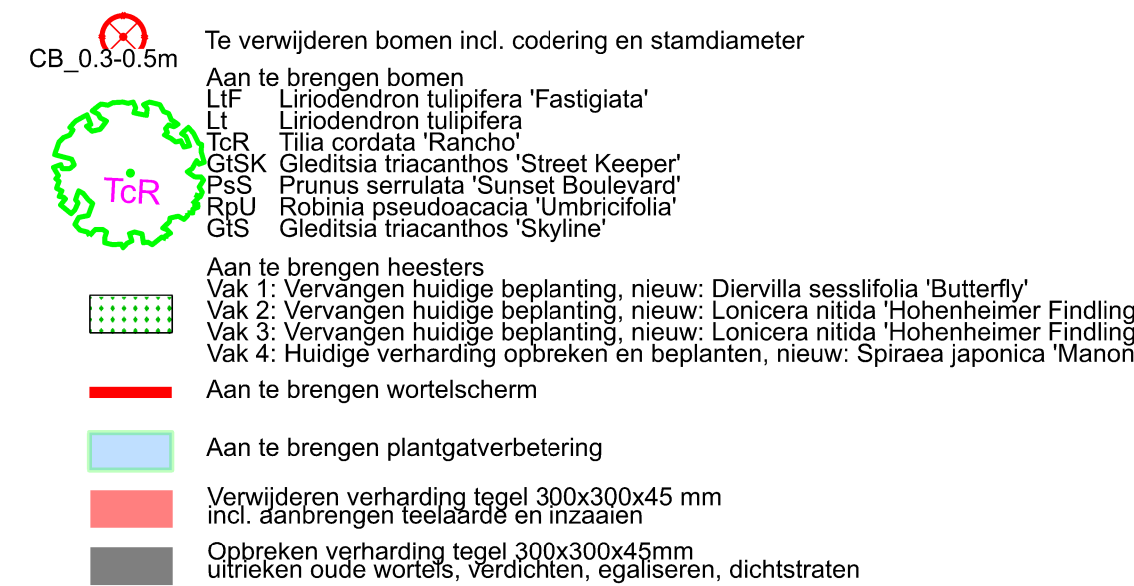 Te verwijderen bomen incl. codering en stamdiameter
CB_0.3-0.5m
Aan te brengen bomen
LtF Liriodendron tulipifera 'Fastigiata'
Lt Liriodendron tulipifera
TcR Tilia cordata 'Rancho'
GtSK Gleditsia triacanthos 'Street Keeper'
TcR
PsS Prunus serrulata 'Sunset Boulevard'
RpU Robinia pseudoacacia 'Umbricifolia'
GtS Gleditsia triacanthos 'Skyline'
Aan te brengen heesters
Vak 1: Vervangen huidige beplanting, nieuw: Diervilla sesslifolia 'Butterfly'
Vak 2: Vervangen huidige beplanting, nieuw: Lonicera nitida 'Hohenheimer Findling
Vak 3: Vervangen huidige beplanting, nieuw: Lonicera nitida 'Hohenheimer Findling
Vak 4: Huidige verharding opbreken en beplanten, nieuw: Spiraea japonica 'Manon
Aan te brengen wortelscherm
Aan te brengen plantgatverbetering
Verwijderen verharding tegel 300x300x45 mm
incl. aanbrengen teelaarde en inzaaien
Opbreken verharding tegel 300x300x45mm
uitrieken oude wortels, verdichten, egaliseren, dichtstraten